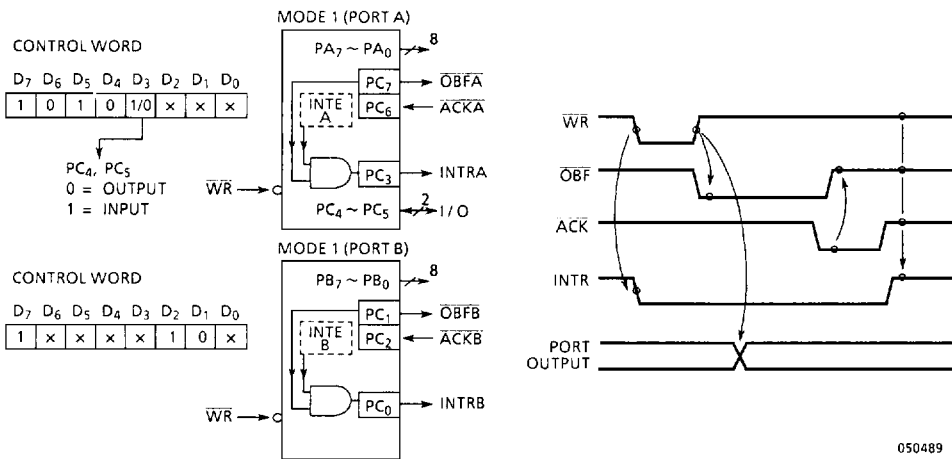 MODE 1 (PORT A)
CONTROL WORD
D7 D6 D5 D4 D3 D2 D1 D0
1 0 1 0 1/0 × × ×
PC4, PC5
0 = OUTPUT
1 = INPUT
PA7 ~ PA0
8
PC7
OBFA
PC6
ACKA
INTE
A
PC3
INTRA
WR
PC4 ~ PC5
2
I/O
MODE 1 (PORT B)
CONTROL WORD
D7 D6 D5 D4 D3 D2 D1 D0
1 × × × × 1 0 ×
PB7 ~ PB0
8
PC1
OBFB
PC2
ACKB
INTE
B
PC0
INTRB
WR
WR
OBF
ACK
INTR
PORT
OUTPUT
050489